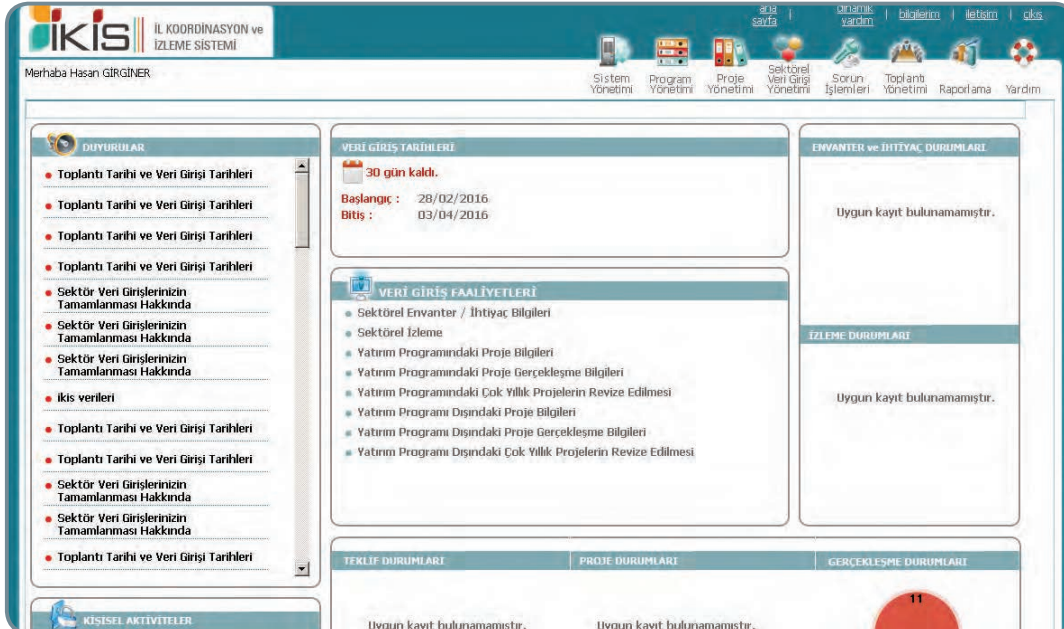 ana sayfa | dinamik yardım | bilgilerim | iletişim | çıkış
iKiS
İL KOORDİNASYON ve
İZLEME SİSTEMİ
Merhaba Hasan GİRGİNER
Sistem Yönetimi
Program Yönetimi
Proje Yönetimi
Sektörel Veri Girişi Yönetimi
Sorun İşlemleri
Toplantı Yönetimi
Raporlama
Yardım
DUYURULAR
Toplantı Tarihi ve Veri Girişi Tarihleri
Toplantı Tarihi ve Veri Girişi Tarihleri
Toplantı Tarihi ve Veri Girişi Tarihleri
Toplantı Tarihi ve Veri Girişi Tarihleri
Sektör Veri Girişlerinizin
Tamamlanması Hakkında
Sektör Veri Girişlerinizin
Tamamlanması Hakkında
Sektör Veri Girişlerinizin
Tamamlanması Hakkında
ikis verileri
Toplantı Tarihi ve Veri Girişi Tarihleri
Toplantı Tarihi ve Veri Girişi Tarihleri
Sektör Veri Girişlerinizin
Tamamlanması Hakkında
Sektör Veri Girişlerinizin
Tamamlanması Hakkında
Toplantı Tarihi ve Veri Girişi Tarihleri
KİŞİSEL AKTİVİTELER
VERİ GİRİŞ TARİHLERİ
30 gün kaldı.
Başlangıç : 28/02/2016
Bitiş : 03/04/2016
VERİ GİRİŞ FAALİYETLERİ
Sektörel Envanter / İhtiyaç Bilgileri
Sektörel İzleme
Yatırım Programındaki Proje Bilgileri
Yatırım Programındaki Proje Gerçekleşme Bilgileri
Yatırım Programındaki Çok Yıllık Projelerin Revize Edilmesi
Yatırım Programı Dışındaki Proje Bilgileri
Yatırım Programı Dışındaki Proje Gerçekleşme Bilgileri
Yatırım Programı Dışındaki Çok Yıllık Projelerin Revize Edilmesi
ENVANTER ve İHTİYAÇ DURUMLARI
Uygun kayıt bulunamamıştır.
İZLEME DURUMLARI
Uygun kayıt bulunamamıştır.
TEKLİF DURUMLARI
Uygun kayıt bulunamamıştır.
PROJE DURUMLARI
Uygun kayıt bulunamamıştır.
GERÇEKLEŞME DURUMLARI
11